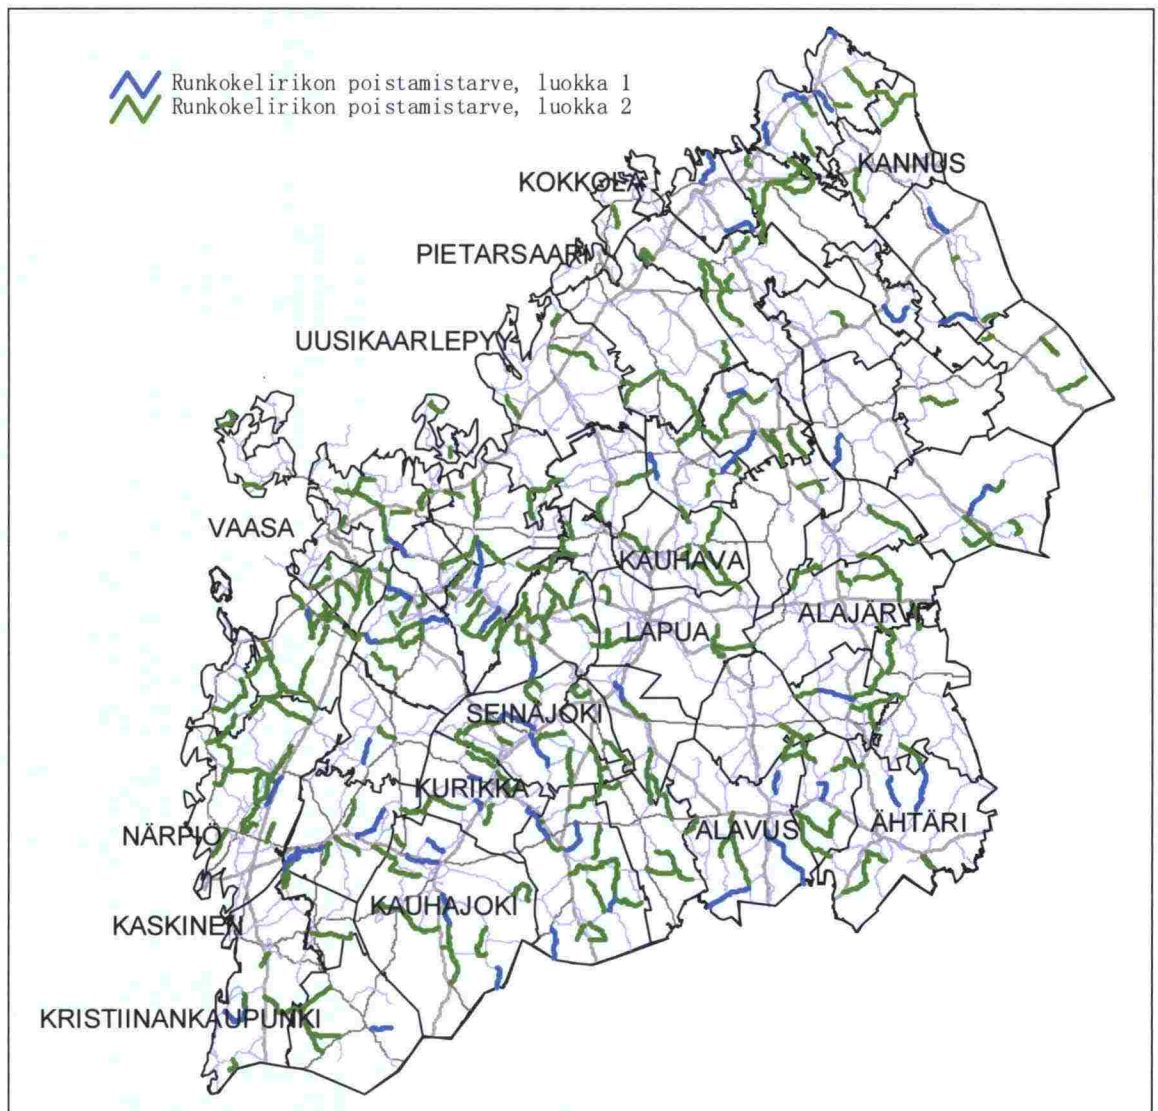 Runkokelirikon poistamistarve, luokka 1
Runkokelirikon poistamistarve, luokka 2
KANNUS
KOKKOLA
PIETARSAARI
UUSIKAARLEPYY
VAASA
KAUHAVA
ALAJÄRVI
LAPUA
SEINÄJOKI
KURIKKA
NÄRPIÖ
ALAVUS
ÄHTÄRI
KAUHAJOKI
KASKINEN
KRISTIINANKAUPUNKI